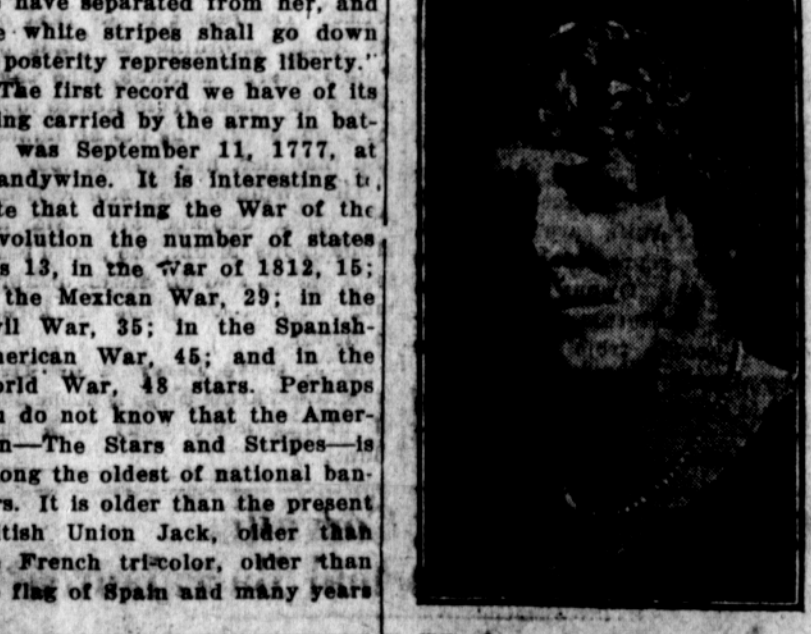 have separated from her, and
white stripes shall go down
posterity representing liberty."
The first record we have of its
ing carried by the army in bat-
was September 11, 1777, at
andywine. It is interesting t
te that during the War of the
volution the number of states
s 13, in the War of 1812, 15;
the Mexican War, 29; in the
il War, 35; in the Spanish-
merican War, 45; and in the
orld War, 48 stars. Perhaps
u do not know that the Amer-
n—The Stars and Stripes—is
ong the oldest of national ban-
rs. It is older than the present
itish Union Jack, older than
French tri-color, older than
flag of Spain and many years